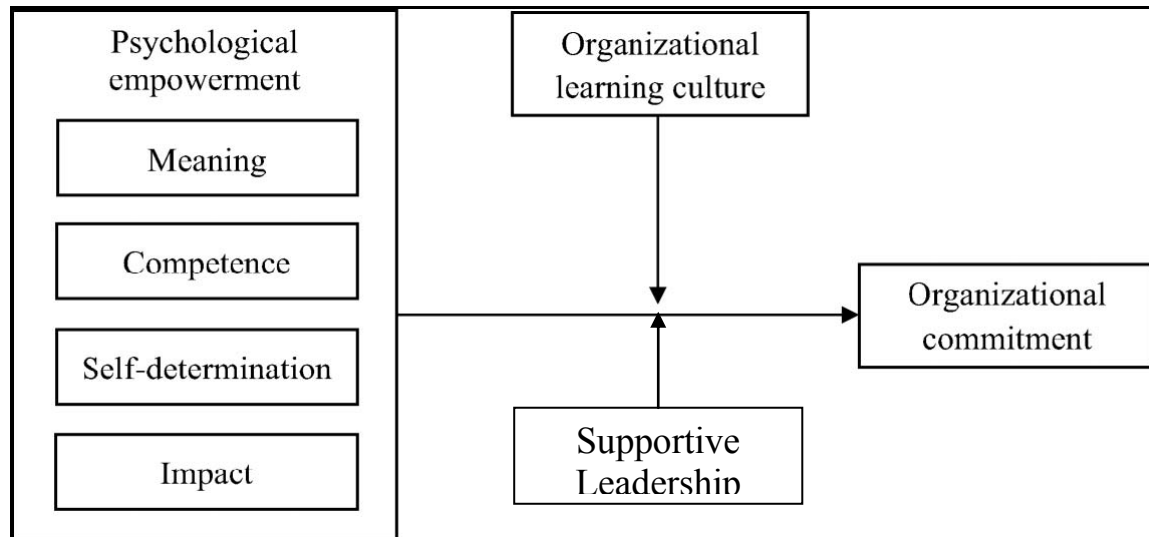 Psychological
empowerment
Meaning
Competence
Self-determination
Impact
Organizational
learning culture
Supportive
Leadership
Organizational
commitment